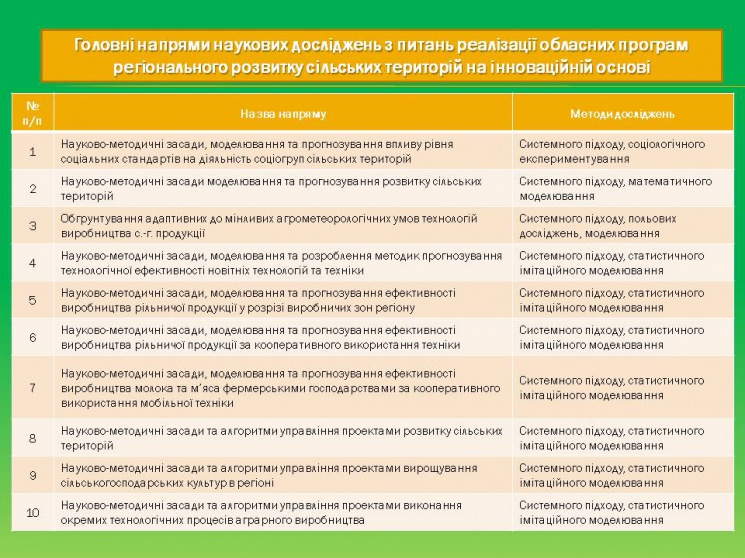 Головні напрями наукових досліджень з питань реалізації обласних програм
регіонального розвитку сільських територій на інноваційній основі
№
п/п
Назва напряму
Методи досліджень
1
Науково-методичні засади, моделювання та прогнозування впливу рівня
соціальних стандартів на діяльність соціогруп сільських територій
Системного підходу, соціологічного
експериментування
2
Науково-методичні засади моделювання та прогнозування розвитку сільських
територій
Системного підходу, математичного
моделювання
3
Обгрунтування адаптивних до мінливих агрометеорологічних умов технологій
виробництва с.-г. продукції
Системного підходу, польових
досліджень, моделювання
4
Науково-методичні засади, моделювання та розроблення методик прогнозування
технологічної ефективності новітніх технологій та техніки
Системного підходу, статистичного
імітаційного моделювання
5
Науково-методичні засади, моделювання та прогнозування ефективності
виробництва рільничої продукції у розрізі виробничих зон регіону
Системного підходу, статистичного
імітаційного моделювання
6
Науково-методичні засади, моделювання та прогнозування ефективності
виробництва рільничої продукції за кооперативного використання техніки
Системного підходу, статистичного
імітаційного моделювання
7
Науково-методичні засади, моделювання та прогнозування ефективності
виробництва молока та м’яса фермерськими господарствами за кооперативного
використання мобільної техніки
Системного підходу, статистичного
імітаційного моделювання
8
Науково-методичні засади та алгоритми управління проектами розвитку сільських
територій
Системного підходу, статистичного
імітаційного моделювання
9
Науково-методичні засади та алгоритми управління проектами вирощування
сільськогосподарських культур в регіоні
Системного підходу, статистичного
імітаційного моделювання
10
Науково-методичні засади та алгоритми управління проектами виконання
окремих технологічних процесів аграрного виробництва
Системного підходу, статистичного
імітаційного моделювання